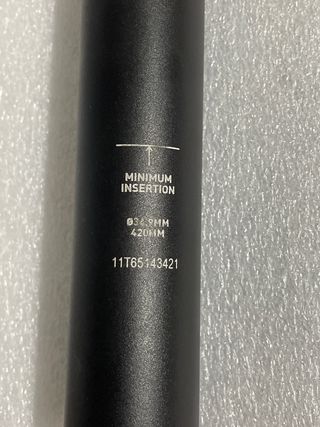 MINIMUM
INSERTION
Ø34.9MM
420MM
11T65143421